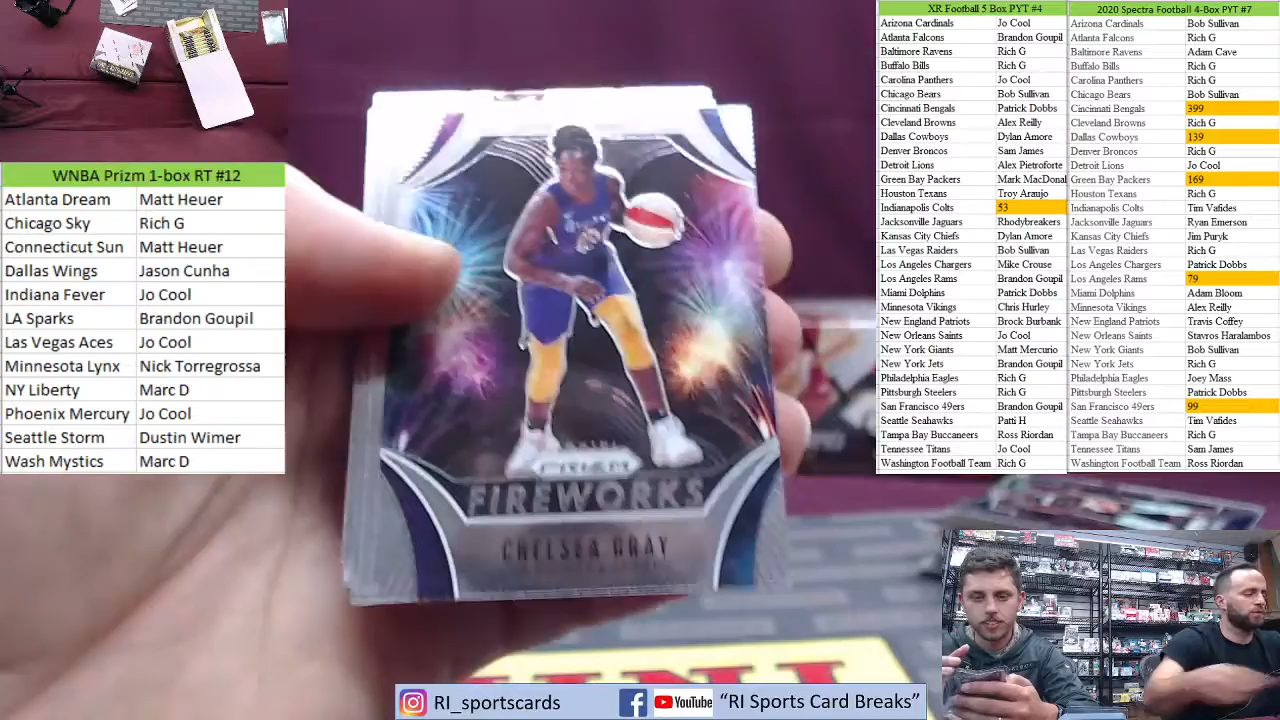 WNBA Prizm 1-box RT #12
Atlanta Dream Matt Heuer
Chicago Sky Rich G
Connecticut Sun Matt Heuer
Dallas Wings Jason Cunha
Indiana Fever Jo Cool
LA Sparks Brandon Goupil
Las Vegas Aces Jo Cool
Minnesota Lynx Nick Torregrossa
NY Liberty Marc D
Phoenix Mercury Jo Cool
Seattle Storm Dustin Wimer
Wash Mystics Marc D
PRIZM
FIREWORKS
CHELSEA GRAY
XR Football 5 Box PYT #4
Arizona Cardinals Jo Cool
Atlanta Falcons Brandon Goupil
Baltimore Ravens Rich G
Buffalo Bills Rich G
Carolina Panthers Jo Cool
Chicago Bears Bob Sullivan
Cincinnati Bengals Patrick Dobbs
Cleveland Browns Alex Reilly
Dallas Cowboys Dylan Amore
Denver Broncos Sam James
Detroit Lions Alex Pietroforte
Green Bay Packers Mark MacDonal
Houston Texans Troy Araujo
Indianapolis Colts 53
Jacksonville Jaguars Rhodybreakers
Kansas City Chiefs Dylan Amore
Las Vegas Raiders Bob Sullivan
Los Angeles Chargers Mike Crouse
Los Angeles Rams Brandon Goupil
Miami Dolphins Patrick Dobbs
Minnesota Vikings Chris Hurley
New England Patriots Brock Burbank
New Orleans Saints Jo Cool
New York Giants Matt Mercurio
New York Jets Brandon Goupil
Philadelphia Eagles Rich G
Pittsburgh Steelers Rich G
San Francisco 49ers Brandon Goupil
Seattle Seahawks Patti H
Tampa Bay Buccaneers Ross Riordan
Tennessee Titans Jo Cool
Washington Football Team Rich G
2020 Spectra Football 4-Box PYT #7
Arizona Cardinals Bob Sullivan
Atlanta Falcons Rich G
Baltimore Ravens Adam Cave
Buffalo Bills Rich G
Carolina Panthers Rich G
Chicago Bears Bob Sullivan
Cincinnati Bengals 399
Cleveland Browns Rich G
Dallas Cowboys 139
Denver Broncos Rich G
Detroit Lions Jo Cool
Green Bay Packers 169
Houston Texans Rich G
Indianapolis Colts Tim Vafides
Jacksonville Jaguars Ryan Emerson
Kansas City Chiefs Jim Puryk
Las Vegas Raiders Rich G
Los Angeles Chargers Patrick Dobbs
Los Angeles Rams 79
Miami Dolphins Adam Bloom
Minnesota Vikings Alex Reilly
New England Patriots Travis Coffey
New Orleans Saints Stavros Haralambos
New York Giants Bob Sullivan
New York Jets Rich G
Philadelphia Eagles Joey Mass
Pittsburgh Steelers Patrick Dobbs
San Francisco 49ers 99
Seattle Seahawks Tim Vafides
Tampa Bay Buccaneers Rich G
Tennessee Titans Sam James
Washington Football Team Ross Riordan
RI_sportscards YouTube “RI Sports Card Breaks”